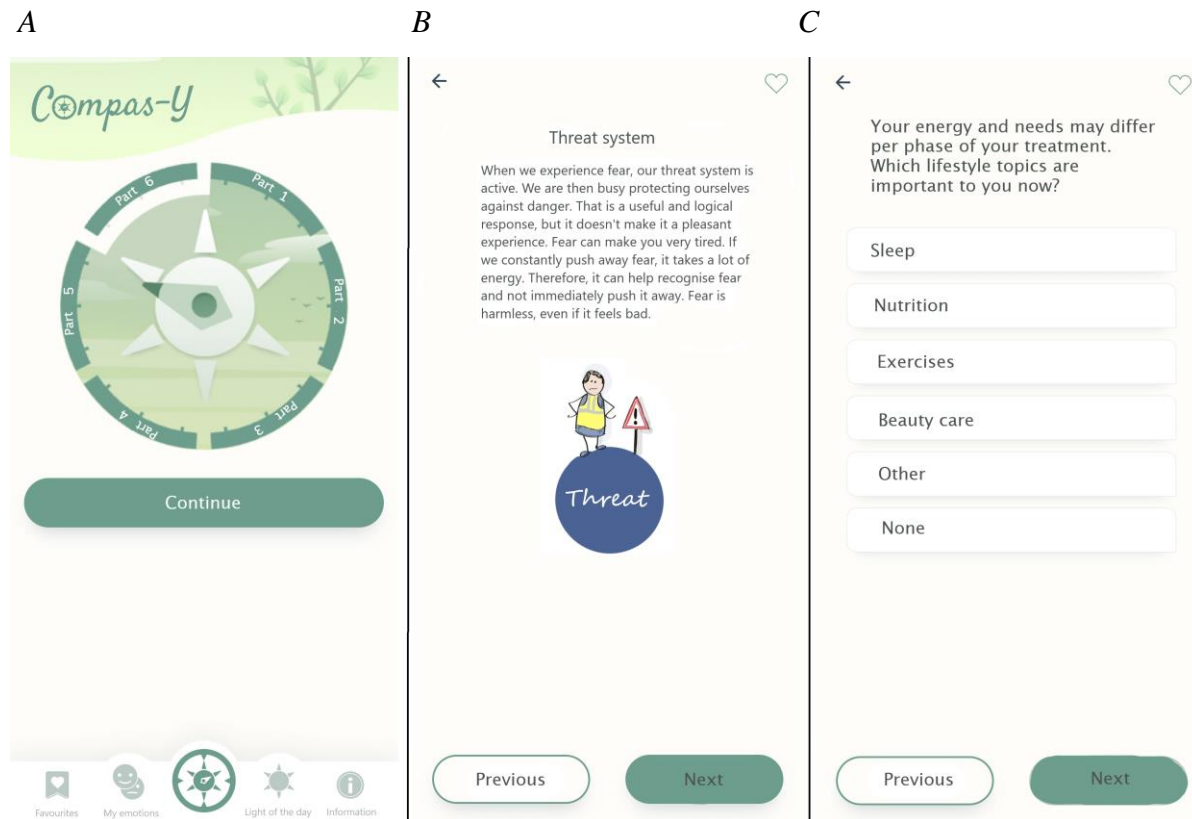 A
B
C
Compas-Y
Part 6
Part 1
Part 5
Part 2
Part 4
Part 3
Continue
Favourites
My emotions
Light of the day
Information
Threat system
When we experience fear, our threat system is
active. We are then busy protecting ourselves
against danger. That is a useful and logical
response, but it doesn't make it a pleasant
experience. Fear can make you very tired. If
we constantly push away fear, it takes a lot of
energy. Therefore, it can help recognise fear
and not immediately push it away. Fear is
harmless, even if it feels bad.
!
Threat
Previous
Next
Your energy and needs may differ
per phase of your treatment.
Which lifestyle topics are
important to you now?
Sleep
Nutrition
Exercises
Beauty care
Other
None
Previous
Next